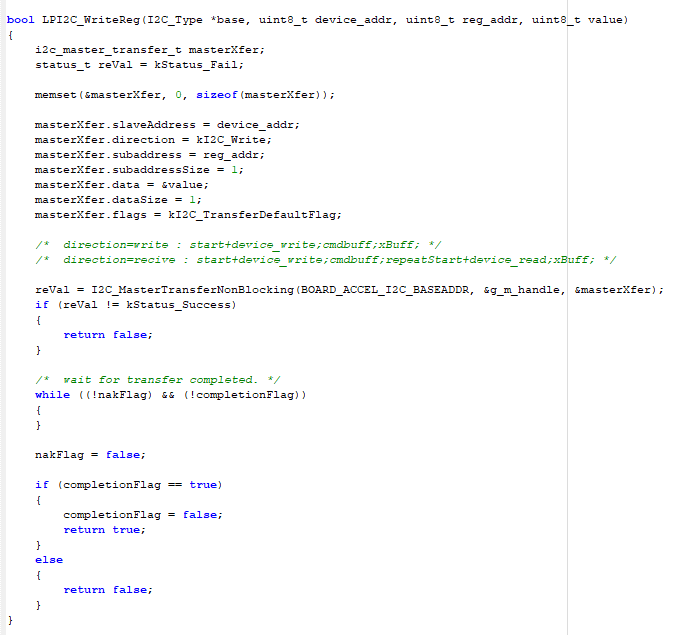 bool LPI2C_WriteReg(I2C_Type *base, uint8_t device_addr, uint8_t reg_addr, uint8_t value)
{
    i2c_master_transfer_t masterXfer;
    status_t reVal = kStatus_Fail;

    memset(&masterXfer, 0, sizeof(masterXfer));

    masterXfer.slaveAddress = device_addr;
    masterXfer.direction = kI2C_Write;
    masterXfer.subaddress = reg_addr;
    masterXfer.subaddressSize = 1;
    masterXfer.data = &value;
    masterXfer.dataSize = 1;
    masterXfer.flags = kI2C_TransferDefaultFlag;

    /*  direction=write : start+device_write;cmdbuff;xBuff; */
    /*  direction=recive : start+device_write;cmdbuff;repeatStart+device_read;xBuff; */

    reVal = I2C_MasterTransferNonBlocking(BOARD_ACCEL_I2C_BASEADDR, &g_m_handle, &masterXfer);
    if (reVal != kStatus_Success)
    {
        return false;
    }

    /*  wait for transfer completed. */
    while ((!nakFlag) && (!completionFlag))
    {
    }

    nakFlag = false;

    if (completionFlag == true)
    {
        completionFlag = false;
        return true;
    }
    else
    {
        return false;
    }
}